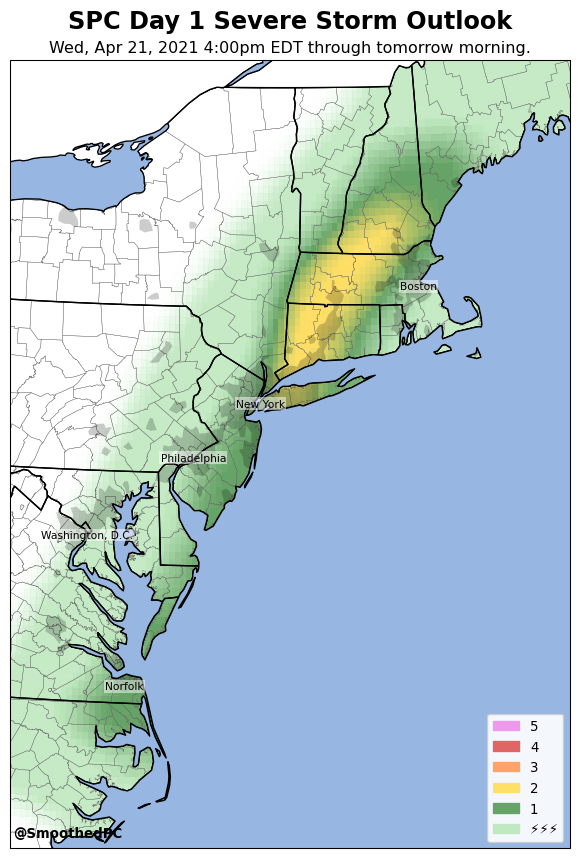 SPC Day 1 Severe Storm Outlook
Wed, Apr 21, 2021 4:00pm EDT through tomorrow morning.
Boston
New York
Philadelphia
Washington, D.C.
Norfolk
5
4
3
2
1
⚡⚡⚡
@SmoothedPC